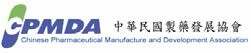 CPMDA 中華民國製藥發展協會
Chinese Pharmaceutical Manufacture and Development Association